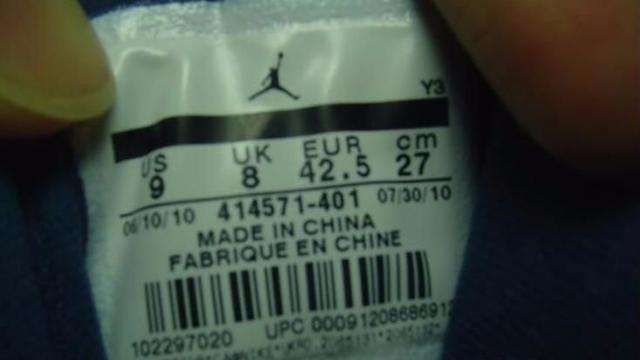 Y3
US UK EUR cm
9 8 42.5 27
06/10/10 414571-401 07/30/10
MADE IN CHINA
FABRIQUE EN CHINE
102297020 UPC 00091208686912